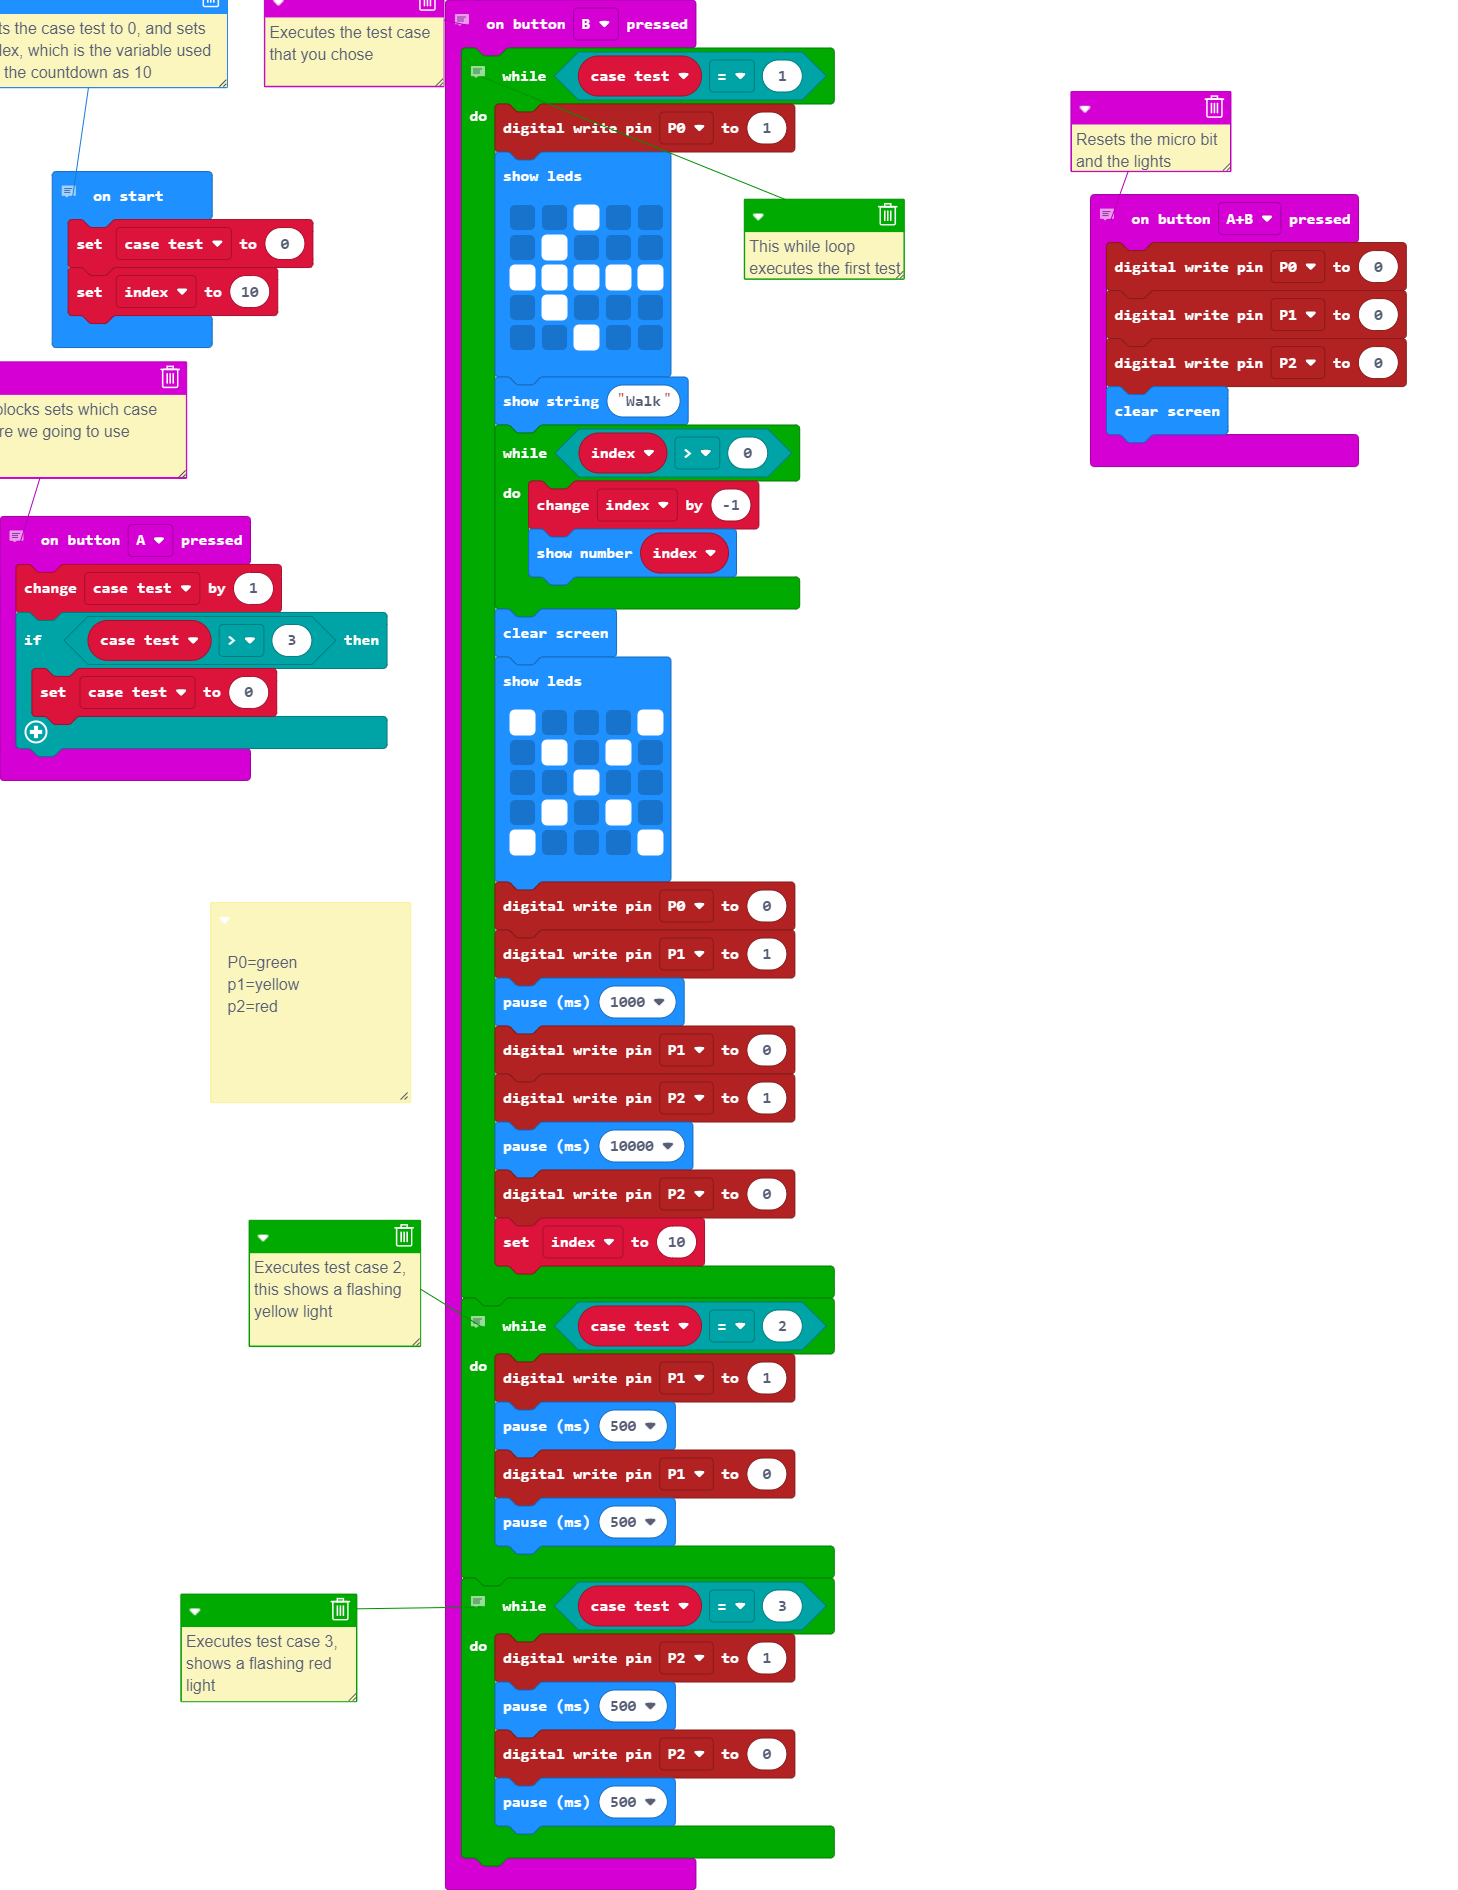 ts the case test to 0, and sets
lex, which is the variable used
the countdown as 10
on start
set case test to 0
set index to 10
blocks sets which case
re we going to use
on button A pressed
change case test by 1
if case test > 3 then
set case test to 0
P0=green
p1=yellow
p2=red
Executes the test case
that you chose
on button B pressed
while case test = 1
do
digital write pin P0 to 1
show leds
show string "Walk"
while index > 0
do
change index by -1
show number index
clear screen
show leds
digital write pin P0 to 0
digital write pin P1 to 1
pause (ms) 1000
digital write pin P1 to 0
digital write pin P2 to 1
pause (ms) 10000
digital write pin P2 to 0
set index to 10
This while loop
executes the first test
Executes test case 2,
this shows a flashing
yellow light
while case test = 2
do
digital write pin P1 to 1
pause (ms) 500
digital write pin P1 to 0
pause (ms) 500
Executes test case 3,
shows a flashing red
light
while case test = 3
do
digital write pin P2 to 1
pause (ms) 500
digital write pin P2 to 0
pause (ms) 500
Resets the micro bit
and the lights
on button A+B pressed
digital write pin P0 to 0
digital write pin P1 to 0
digital write pin P2 to 0
clear screen